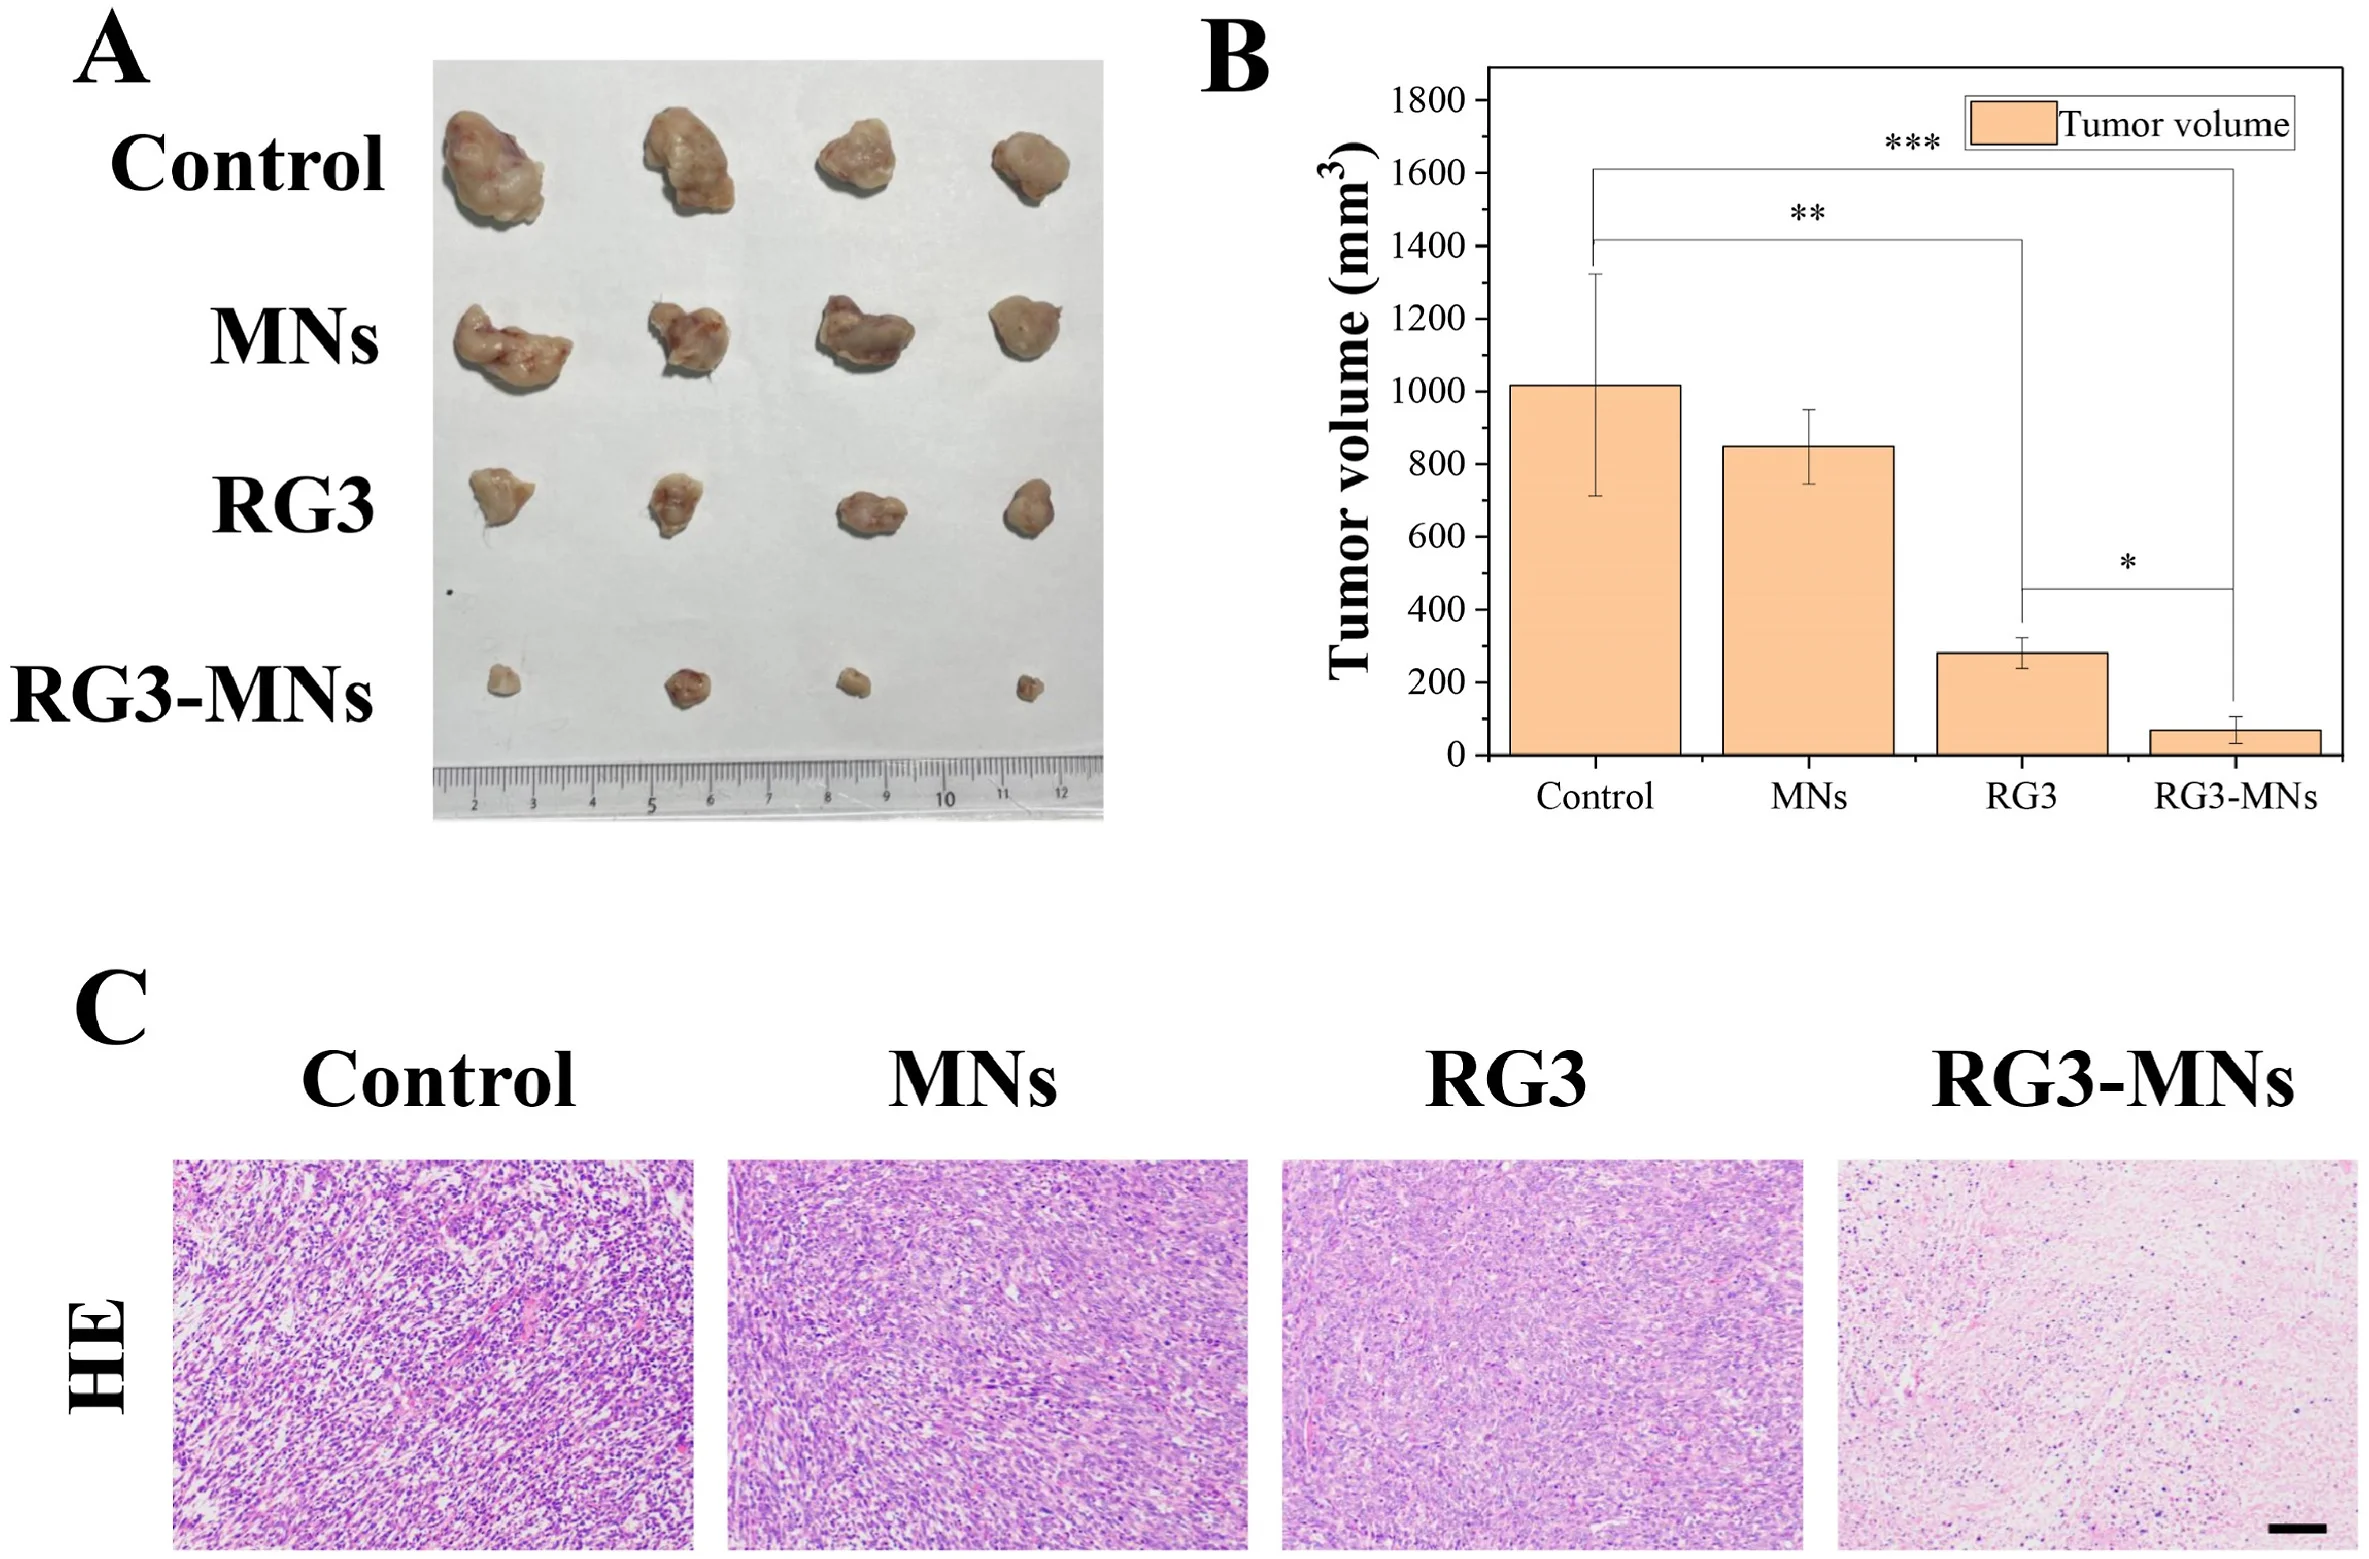 A
Control
MNs
RG3
RG3-MNs
2 3 4 5 6 7 8 9 10 11 12
B
Tumor volume (mm³)
1800
1600
1400
1200
1000
800
600
400
200
0
Tumor volume
***
**
*
Control MNs RG3 RG3-MNs
C
Control MNs RG3 RG3-MNs
HE